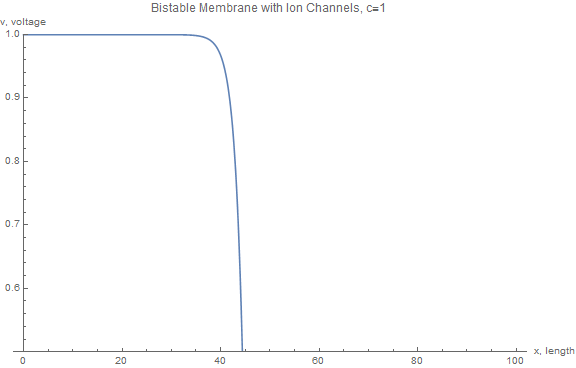 Bistable Membrane with Ion Channels, c=1
v, voltage
1.0
0.9
0.8
0.7
0.6
0 20 40 60 80 100 x, length